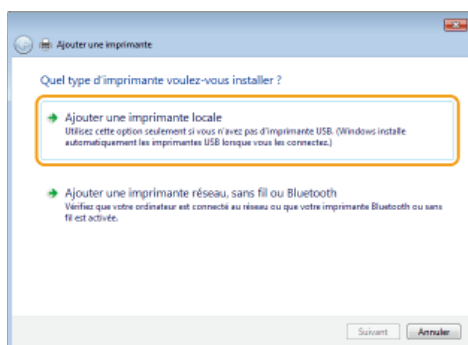 Ajouter une imprimante
Quel type d'imprimante voulez-vous installer ?
Ajouter une imprimante locale
Utilisez cette option seulement si vous n'avez pas d'imprimante USB. (Windows installe
automatiquement les imprimantes USB lorsque vous les connectez.)
Ajouter une imprimante réseau, sans fil ou Bluetooth
Vérifiez que votre ordinateur est connecté au réseau ou que votre imprimante Bluetooth ou sans
fil est activée.
Suivant Annuler